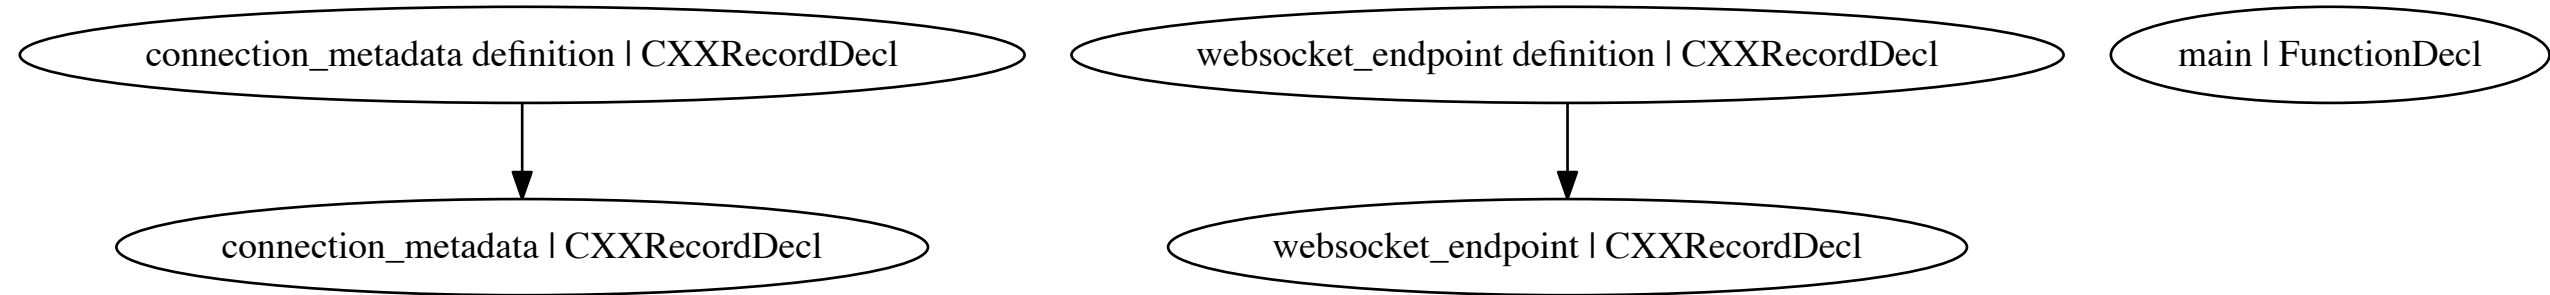 connection_metadata definition | CXXRecordDecl
websocket_endpoint definition | CXXRecordDecl
main | FunctionDecl
connection_metadata | CXXRecordDecl
websocket_endpoint | CXXRecordDecl